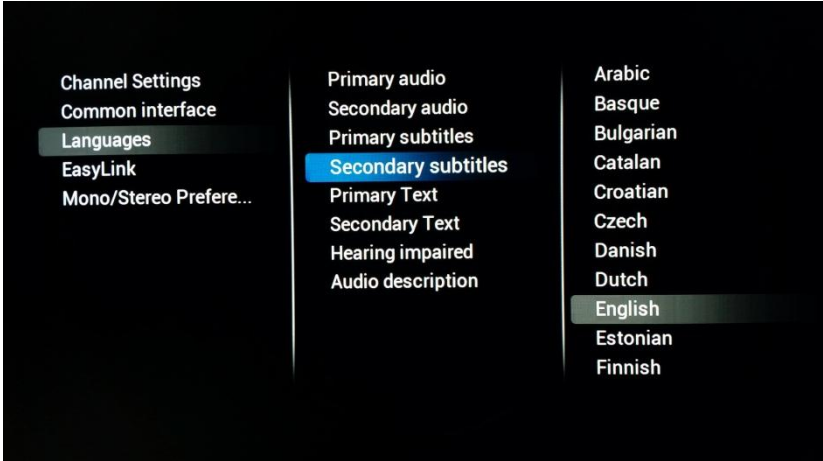 Channel Settings
Common interface
Languages
EasyLink
Mono/Stereo Prefere...
Primary audio
Secondary audio
Primary subtitles
Secondary subtitles
Primary Text
Secondary Text
Hearing impaired
Audio description
Arabic
Basque
Bulgarian
Catalan
Croatian
Czech
Danish
Dutch
English
Estonian
Finnish